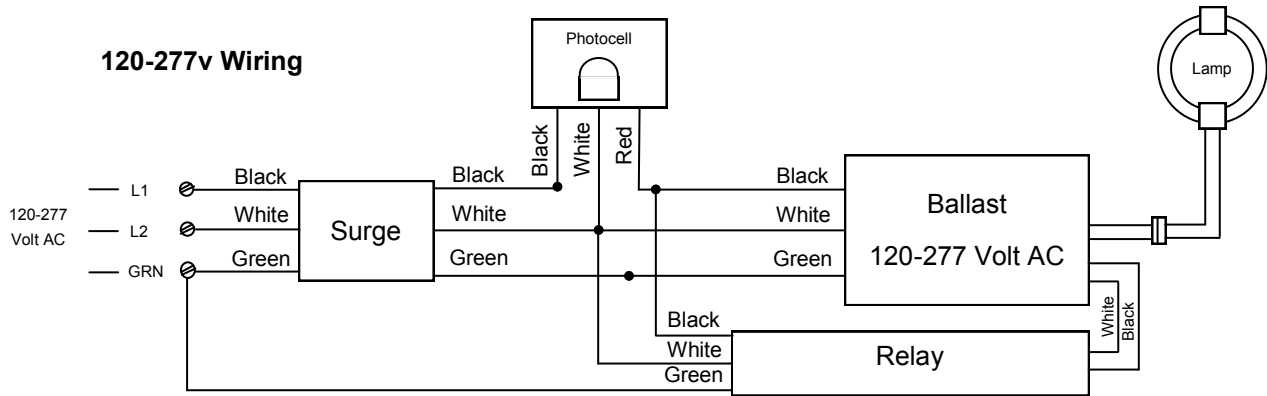 120-277v Wiring
Photocell
Lamp
Black
White
Red
120-277
Volt AC
L1
L2
GRN
Black
White
Green
Surge
Black
White
Green
Black
White
Green
Ballast
120-277 Volt AC
White
Black
Black
White
Green
Relay